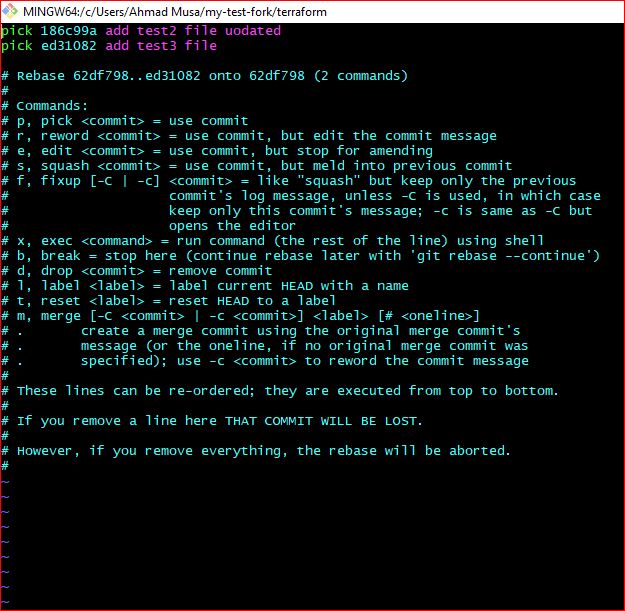 MINGW64:/c/Users/Ahmad Musa/my-test-fork/terraform
pick 186c99a add test2 file uodated
pick ed31082 add test3 file
# Rebase 62df798..ed31082 onto 62df798 (2 commands)
#
# Commands:
# p, pick <commit> = use commit
# r, reword <commit> = use commit, but edit the commit message
# e, edit <commit> = use commit, but stop for amending
# s, squash <commit> = use commit, but meld into previous commit
# f, fixup [-C | -c] <commit> = like "squash" but keep only the previous
#                    commit's log message, unless -C is used, in which case
#                    keep only this commit's message; -c is same as -C but
#                    opens the editor
# x, exec <command> = run command (the rest of the line) using shell
# b, break = stop here (continue rebase later with 'git rebase --continue')
# d, drop <commit> = remove commit
# l, label <label> = label current HEAD with a name
# t, reset <label> = reset HEAD to a label
# m, merge [-C <commit> | -c <commit>] <label> [# <oneline>]
# .       create a merge commit using the original merge commit's
# .       message (or the oneline, if no original merge commit was
# .       specified); use -c <commit> to reword the commit message
#
# These lines can be re-ordered; they are executed from top to bottom.
#
# If you remove a line here THAT COMMIT WILL BE LOST.
#
# However, if you remove everything, the rebase will be aborted.
#
~
~
~
~
~
~
~
~
~